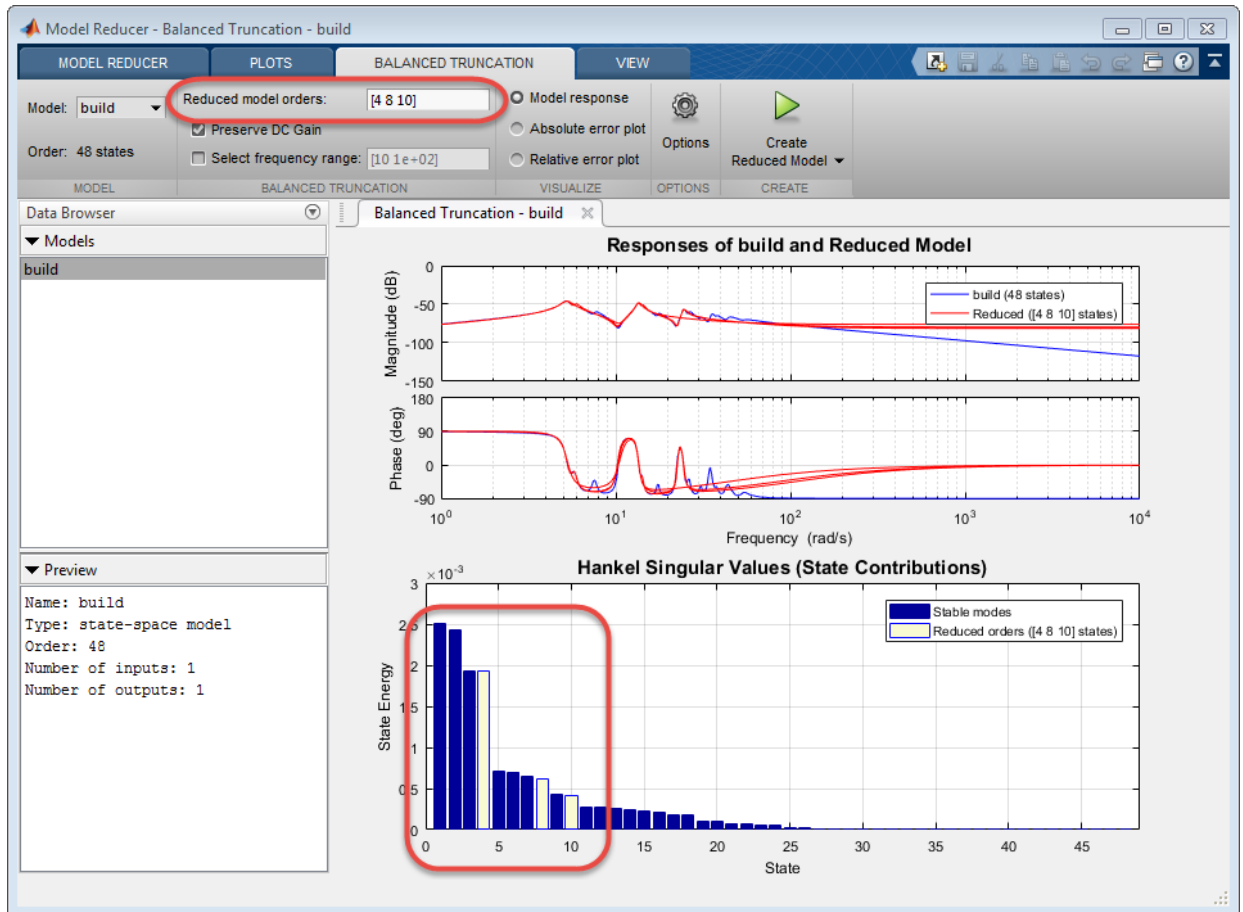 Model Reducer - Balanced Truncation - build
MODEL REDUCER PLOTS BALANCED TRUNCATION VIEW
Model: build
Order: 48 states
MODEL
Reduced model orders: [4 8 10]
Preserve DC Gain
Select frequency range: [10 1e+02]
BALANCED TRUNCATION
Model response
Absolute error plot
Relative error plot
VISUALIZE
Options
OPTIONS
Create
Reduced Model
CREATE
Data Browser
Models
build
Preview
Name: build
Type: state-space model
Order: 48
Number of inputs: 1
Number of outputs: 1
Balanced Truncation - build
Responses of build and Reduced Model
Magnitude (dB)
0
-50
-100
-150
build (48 states)
Reduced ([4 8 10] states)
Phase (deg)
180
90
0
-90
10^0 10^1 10^2 10^3 10^4
Frequency (rad/s)
Hankel Singular Values (State Contributions)
×10^-3
State Energy
3
2.5
2
1.5
1
0.5
0
Stable modes
Reduced orders ([4 8 10] states)
0 5 10 15 20 25 30 35 40 45
State